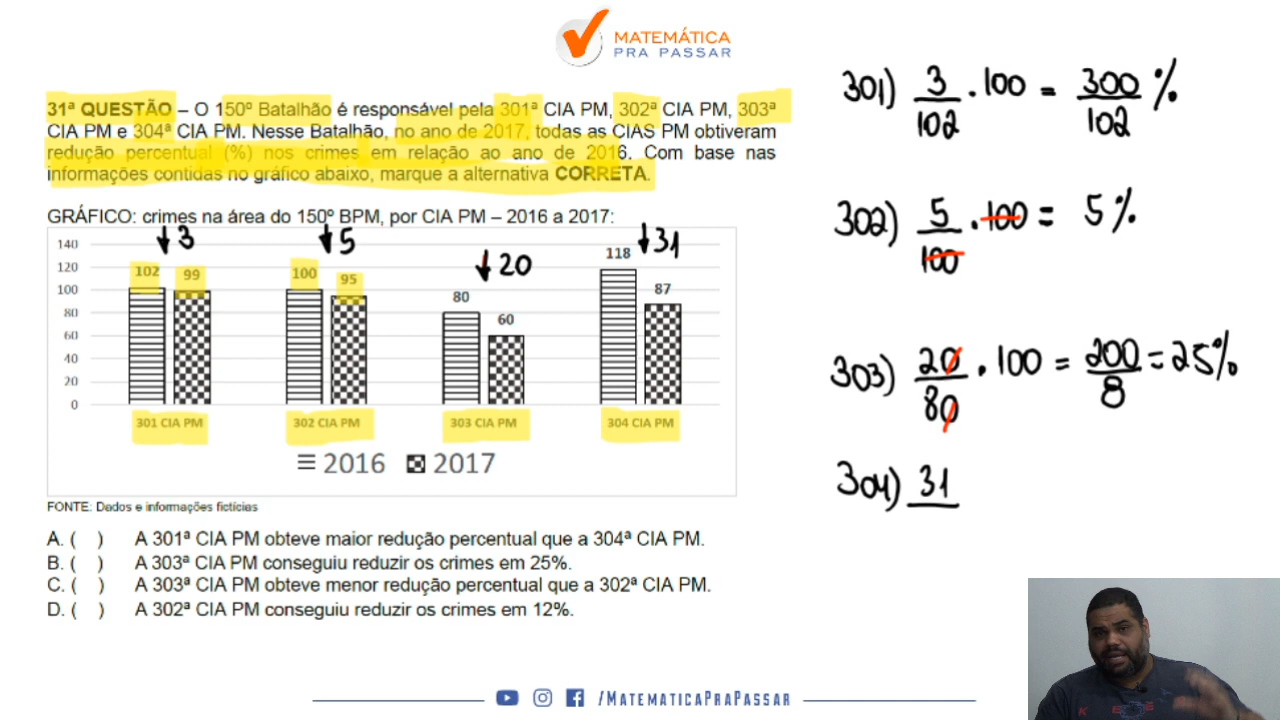 MATEMÁTICA
PRA PASSAR
31ª QUESTÃO – O 150º Batalhão é responsável pela 301ª CIA PM, 302ª CIA PM, 303ª
CIA PM e 304ª CIA PM. Nesse Batalhão, no ano de 2017, todas as CIAS PM obtiveram
redução percentual (%) nos crimes em relação ao ano de 2016. Com base nas
informações contidas no gráfico abaixo, marque a alternativa CORRETA.
GRÁFICO: crimes na área do 150º BPM, por CIA PM – 2016 a 2017:
↓3 ↓5 ↓20 ↓31
140
120
100
80
60
40
20
0
102 99 100 95 80 60 118 87
301 CIA PM 302 CIA PM 303 CIA PM 304 CIA PM
2016 2017
FONTE: Dados e informações fictícias
A. ( ) A 301ª CIA PM obteve maior redução percentual que a 304ª CIA PM.
B. ( ) A 303ª CIA PM conseguiu reduzir os crimes em 25%.
C. ( ) A 303ª CIA PM obteve menor redução percentual que a 302ª CIA PM.
D. ( ) A 302ª CIA PM conseguiu reduzir os crimes em 12%.
301) 3/102 . 100 = 300/102 %
302) 5/100 . 100 = 5%
303) 20/80 . 100 = 200/8 = 25%
304) 31
/MATEMATICAPRAPASSAR